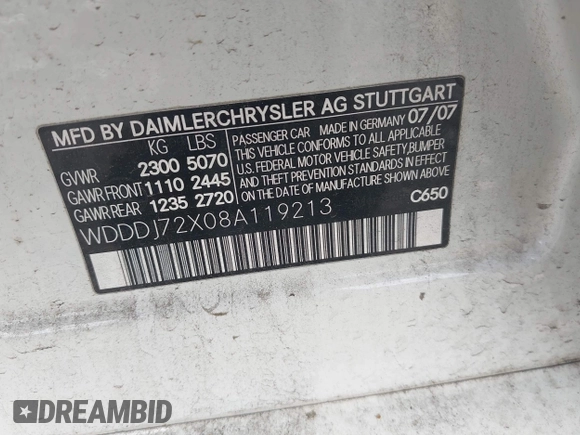 MFD BY DAIMLERCHRYSLER AG STUTTGART
KG LBS
GVWR 2300 5070
GAWR FRONT 1110 2445
GAWR REAR 1235 2720
PASSENGER CAR MADE IN GERMANY 07/07
THIS VEHICLE CONFORMS TO ALL APPLICABLE
U.S. FEDERAL MOTOR VEHICLE SAFETY, BUMPER
AND THEFT PREVENTION STANDARDS IN EFFECT
ON THE DATE OF MANUFACTURE SHOWN ABOVE.
WDDDJ72X08A119213
C650
DREAMBID